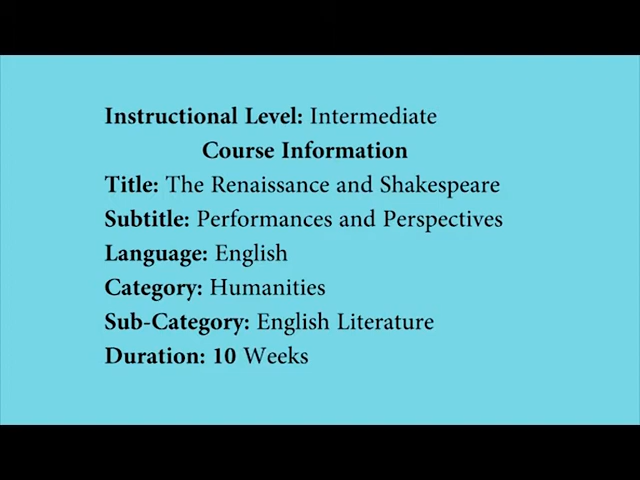 Instructional Level: Intermediate
Course Information
Title: The Renaissance and Shakespeare
Subtitle: Performances and Perspectives
Language: English
Category: Humanities
Sub-Category: English Literature
Duration: 10 Weeks